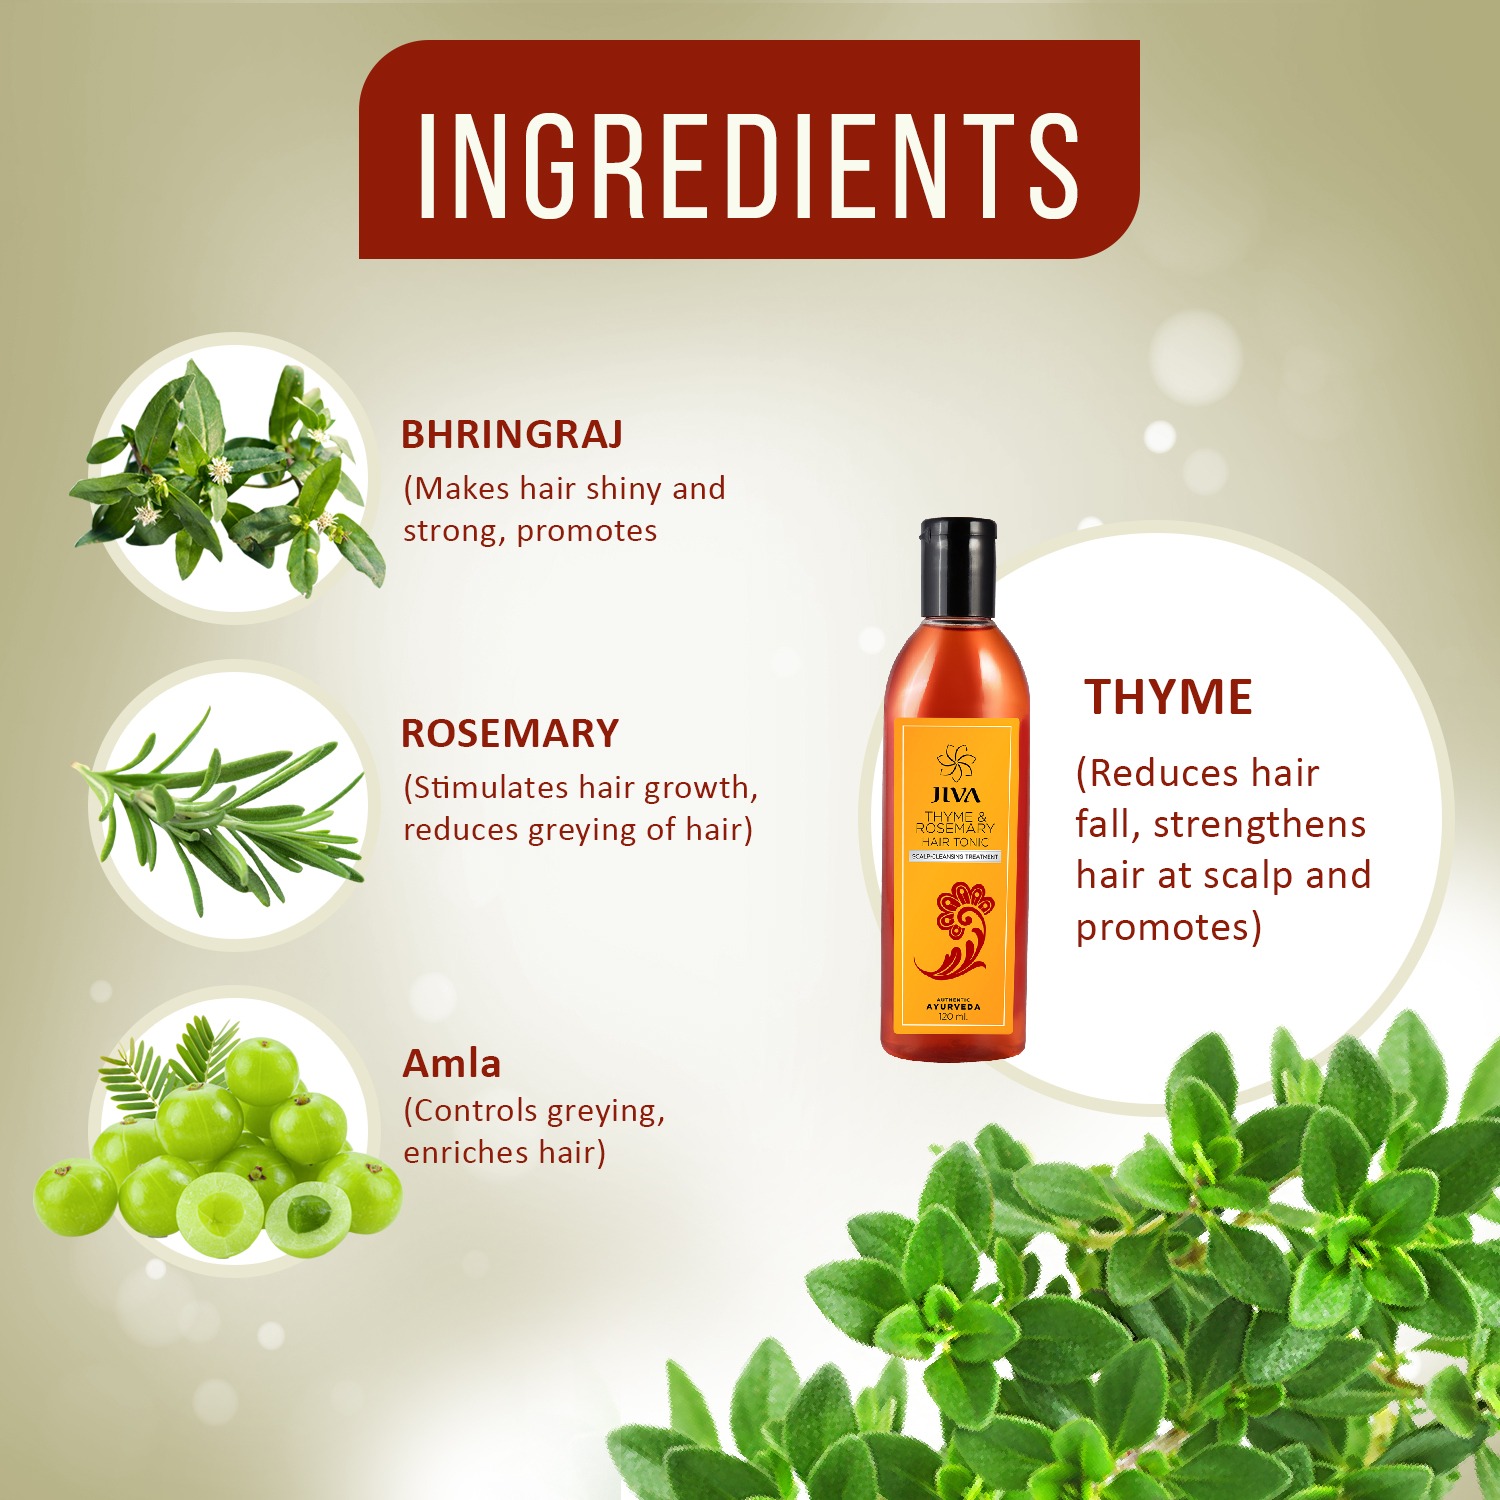 INGREDIENTS
BHRINGRAJ
(Makes hair shiny and
strong, promotes
ROSEMARY
(Stimulates hair growth,
reduces greying of hair)
Amla
(Controls greying,
enriches hair)
JIVA
THYME &
ROSEMARY
HAIR TONIC
SCALP-CLEANSING TREATMENT
AUTHENTIC
AYURVEDA
120 ml.
THYME
(Reduces hair
fall, strengthens
hair at scalp and
promotes)